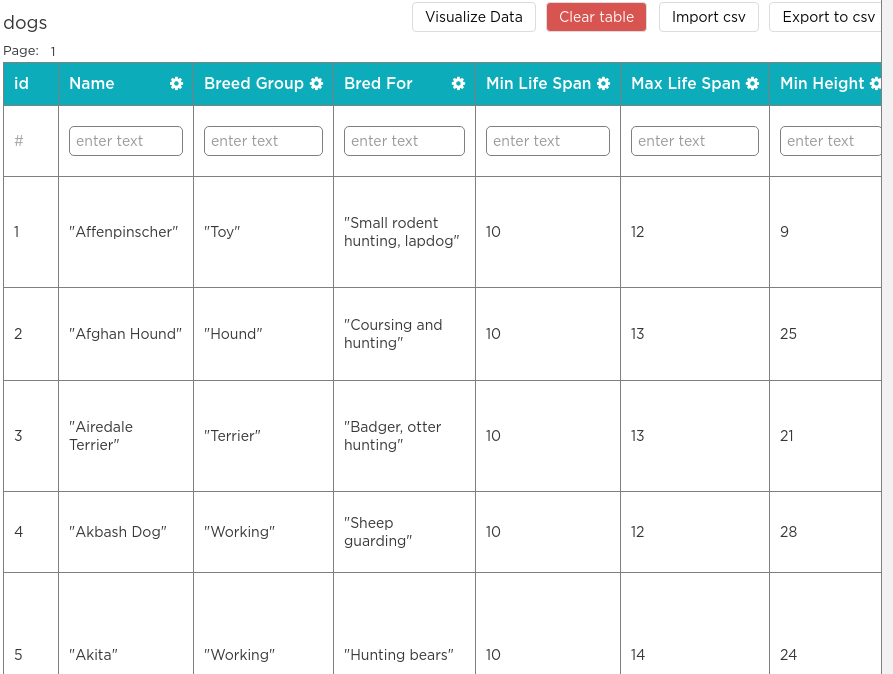 dogs
Visualize Data Clear table Import csv Export to csv
Page: 1
id Name Breed Group Bred For Min Life Span Max Life Span Min Height
# enter text enter text enter text enter text enter text enter text
1 "Affenpinscher" "Toy" "Small rodent hunting, lapdog" 10 12 9
2 "Afghan Hound" "Hound" "Coursing and hunting" 10 13 25
3 "Airedale Terrier" "Terrier" "Badger, otter hunting" 10 13 21
4 "Akbash Dog" "Working" "Sheep guarding" 10 12 28
5 "Akita" "Working" "Hunting bears" 10 14 24